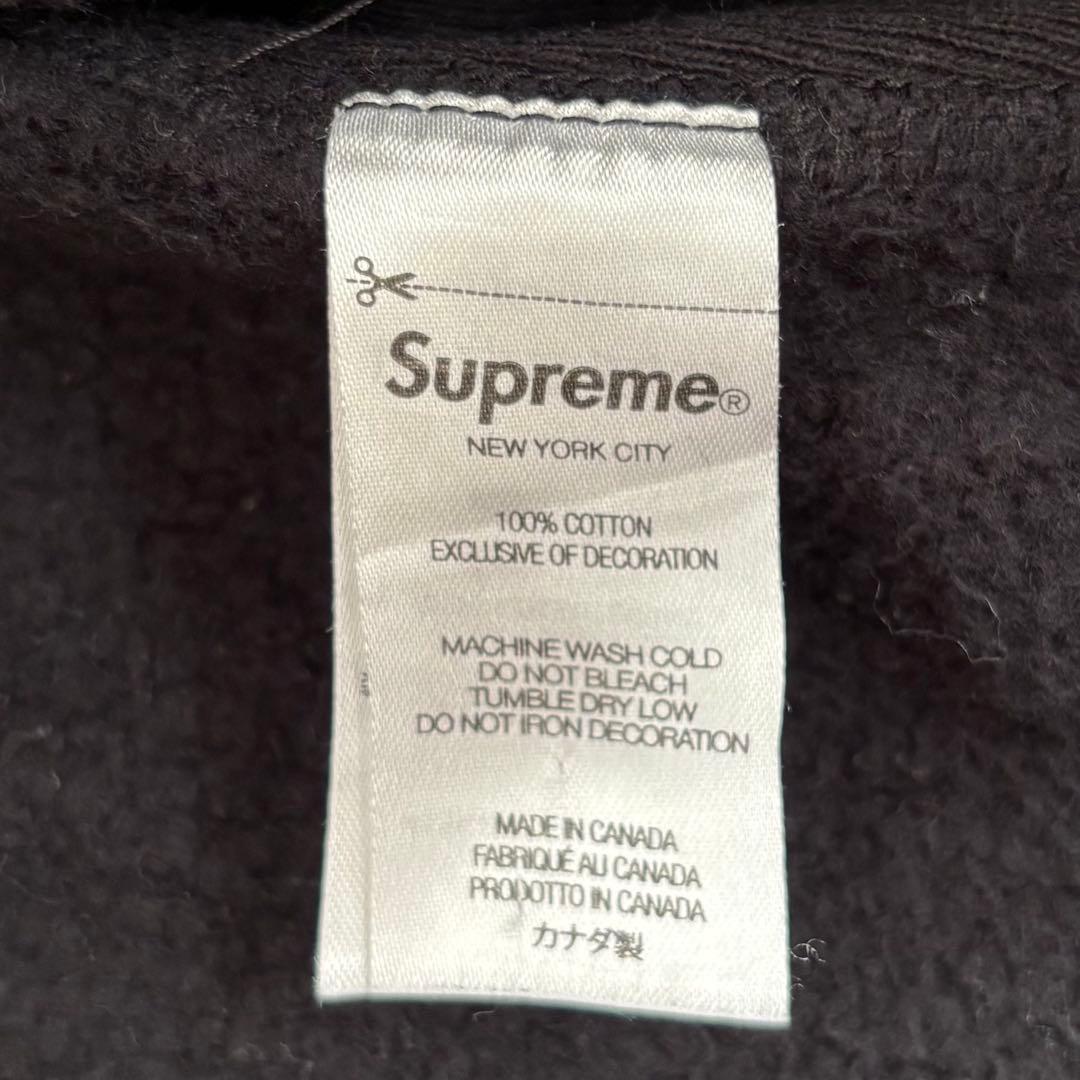 Supreme®
NEW YORK CITY
100% COTTON
EXCLUSIVE OF DECORATION
MACHINE WASH COLD
DO NOT BLEACH
TUMBLE DRY LOW
DO NOT IRON DECORATION
MADE IN CANADA
FABRIQUÉ AU CANADA
PRODOTTO IN CANADA
カナダ製